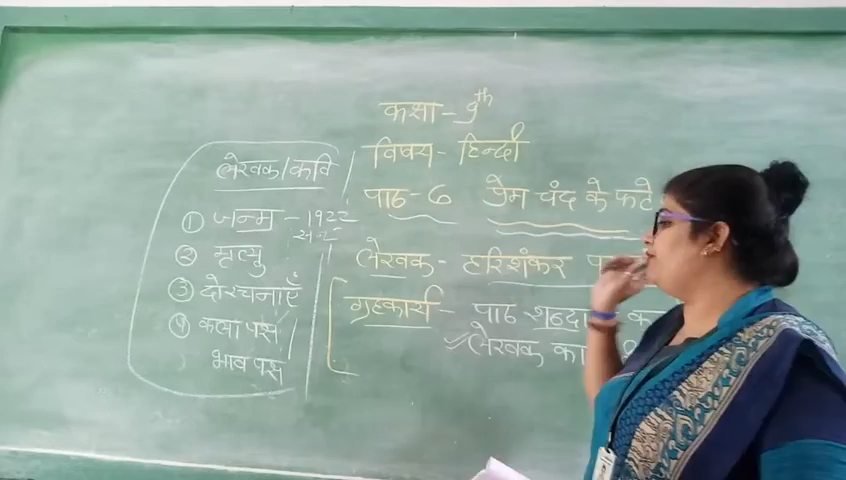 कक्षा - 9th
विषय - हिन्दी
पाठ - 6 प्रेम चंद के फटे
लेखक - हरिशंकर प
गृहकार्य - पाठ शब्दा क
लेखक का
लेखक/कवि
① जन्म - 1922
② मृत्यु
③ दो रचनाएँ
④ कला पक्ष
भाव पक्ष